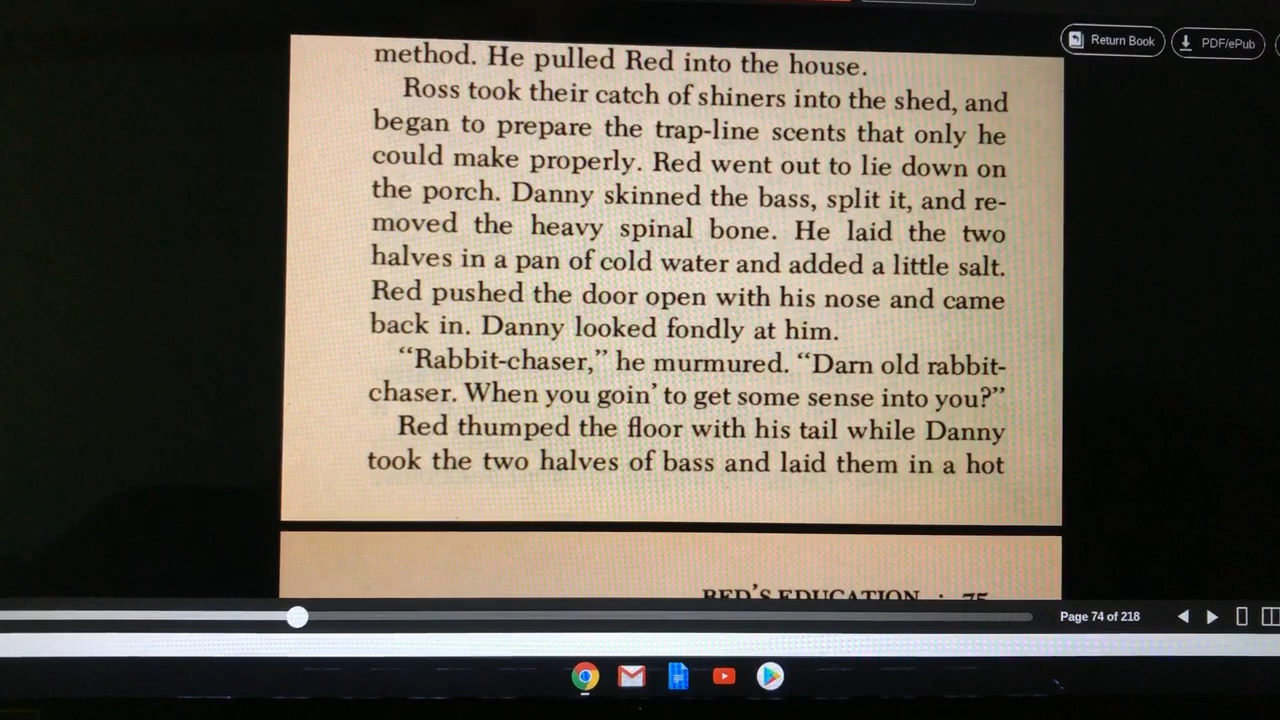 Return Book
PDF/ePub
method. He pulled Red into the house.
Ross took their catch of shiners into the shed, and
began to prepare the trap-line scents that only he
could make properly. Red went out to lie down on
the porch. Danny skinned the bass, split it, and re-
moved the heavy spinal bone. He laid the two
halves in a pan of cold water and added a little salt.
Red pushed the door open with his nose and came
back in. Danny looked fondly at him.
“Rabbit-chaser,” he murmured. “Darn old rabbit-
chaser. When you goin’ to get some sense into you?”
Red thumped the floor with his tail while Danny
took the two halves of bass and laid them in a hot
RED’S EDUCATION · 75
Page 74 of 218